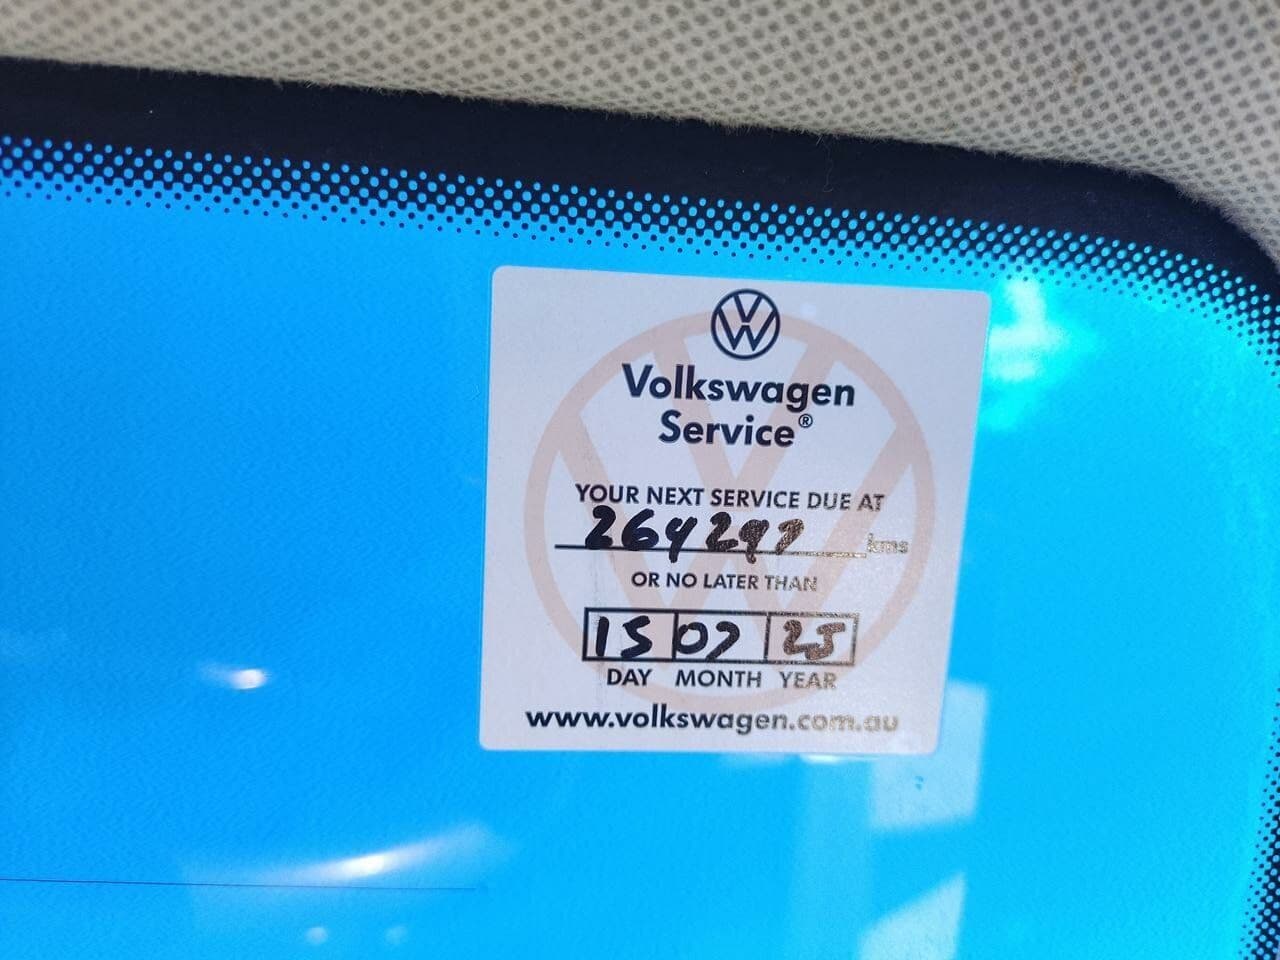 Volkswagen
Service®
YOUR NEXT SERVICE DUE AT
264297 kms
OR NO LATER THAN
15 07 25
DAY MONTH YEAR
www.volkswagen.com.au